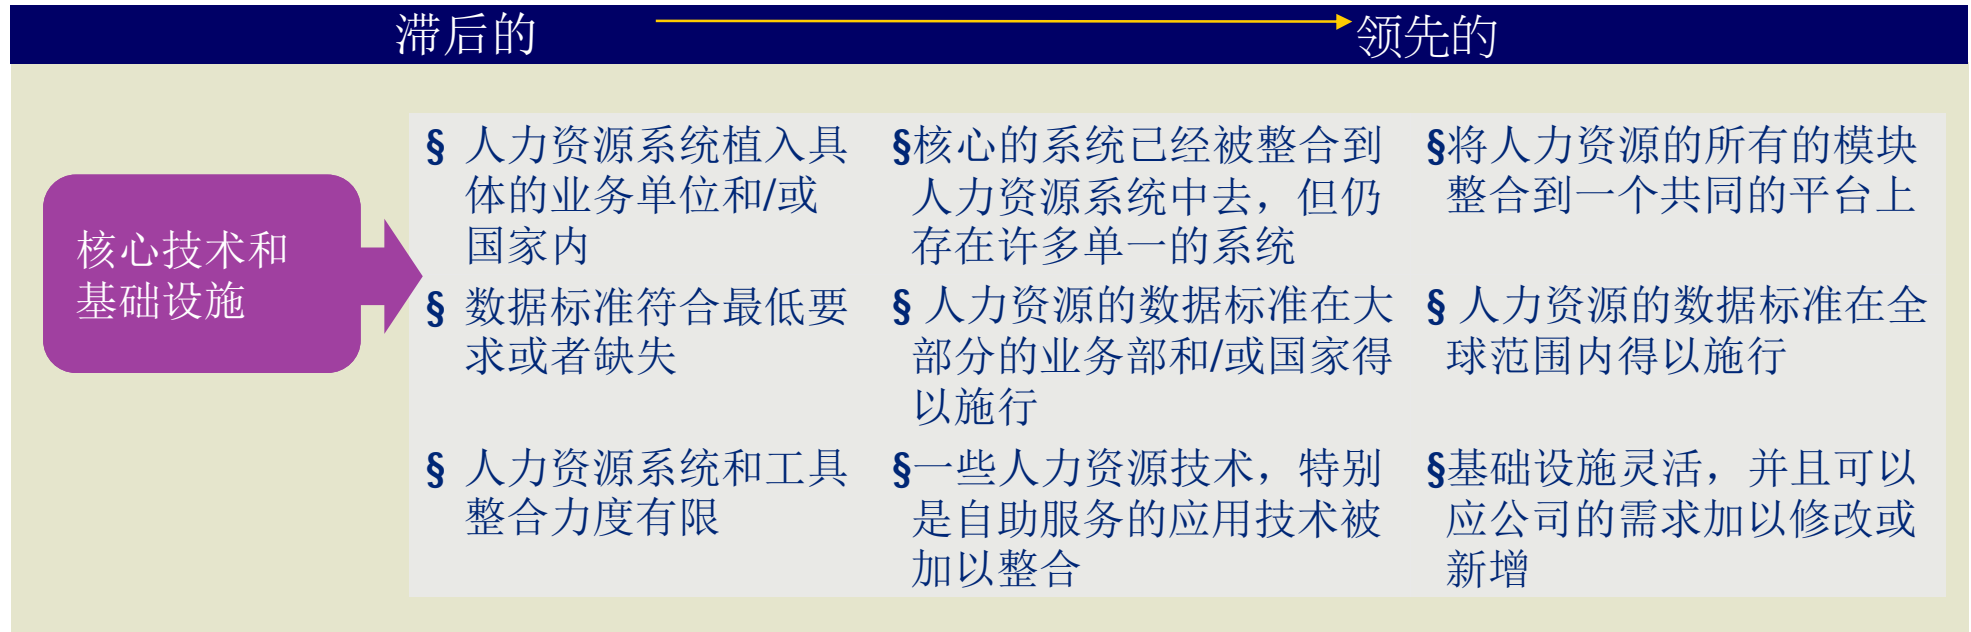 滞后的
领先的
核心技术和
基础设施
§ 人力资源系统植入具
体的业务单位和/或
国家内
§ 数据标准符合最低要
求或者缺失
§ 人力资源系统和工具
整合力度有限
§核心的系统已经被整合到
人力资源系统中去，但仍
存在许多单一的系统
§ 人力资源的数据标准在大
部分的业务部和/或国家得
以施行
§一些人力资源技术，特别
是自助服务的应用技术被
加以整合
§将人力资源的所有的模块
整合到一个共同的平台上
§ 人力资源的数据标准在全
球范围内得以施行
§基础设施灵活，并且可以
应公司的需求加以修改或
新增